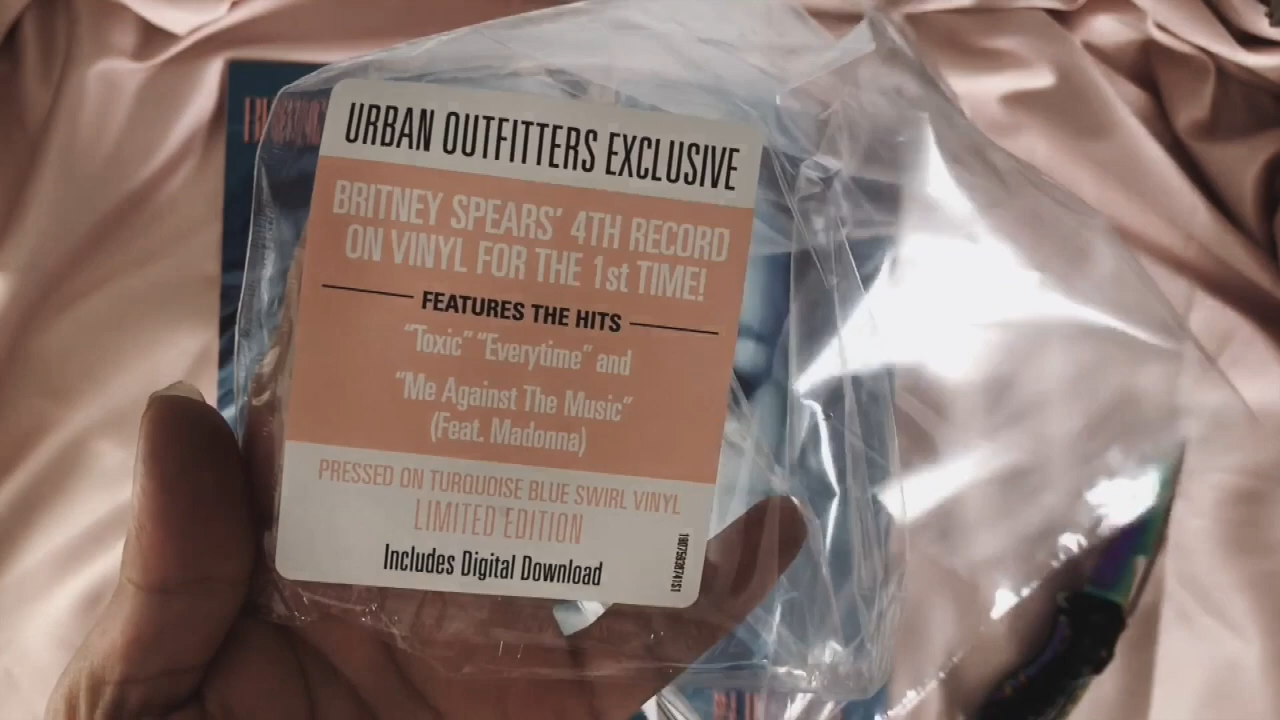 URBAN OUTFITTERS EXCLUSIVE
BRITNEY SPEARS' 4TH RECORD
ON VINYL FOR THE 1st TIME!
FEATURES THE HITS
"Toxic" "Everytime" and
"Me Against The Music"
(Feat. Madonna)
PRESSED ON TURQUOISE BLUE SWIRL VINYL
LIMITED EDITION
Includes Digital Download